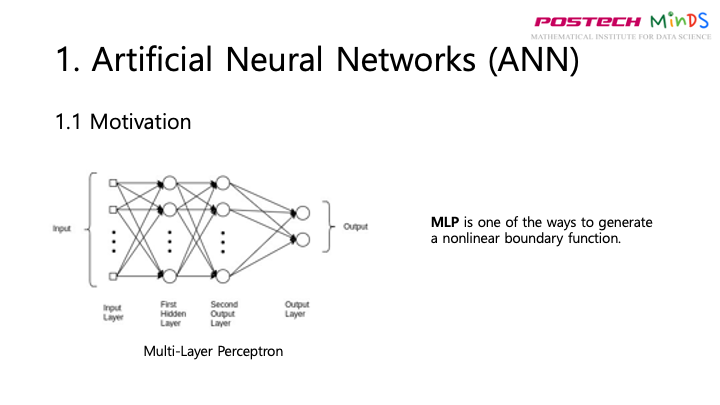 POSTECH MiNDS
MATHEMATICAL INSTITUTE FOR DATA SCIENCE
1. Artificial Neural Networks (ANN)
1.1 Motivation
Input
Output
Input
Layer
First
Hidden
Layer
Second
Output
Layer
Output
Layer
Multi-Layer Perceptron
MLP is one of the ways to generate
a nonlinear boundary function.